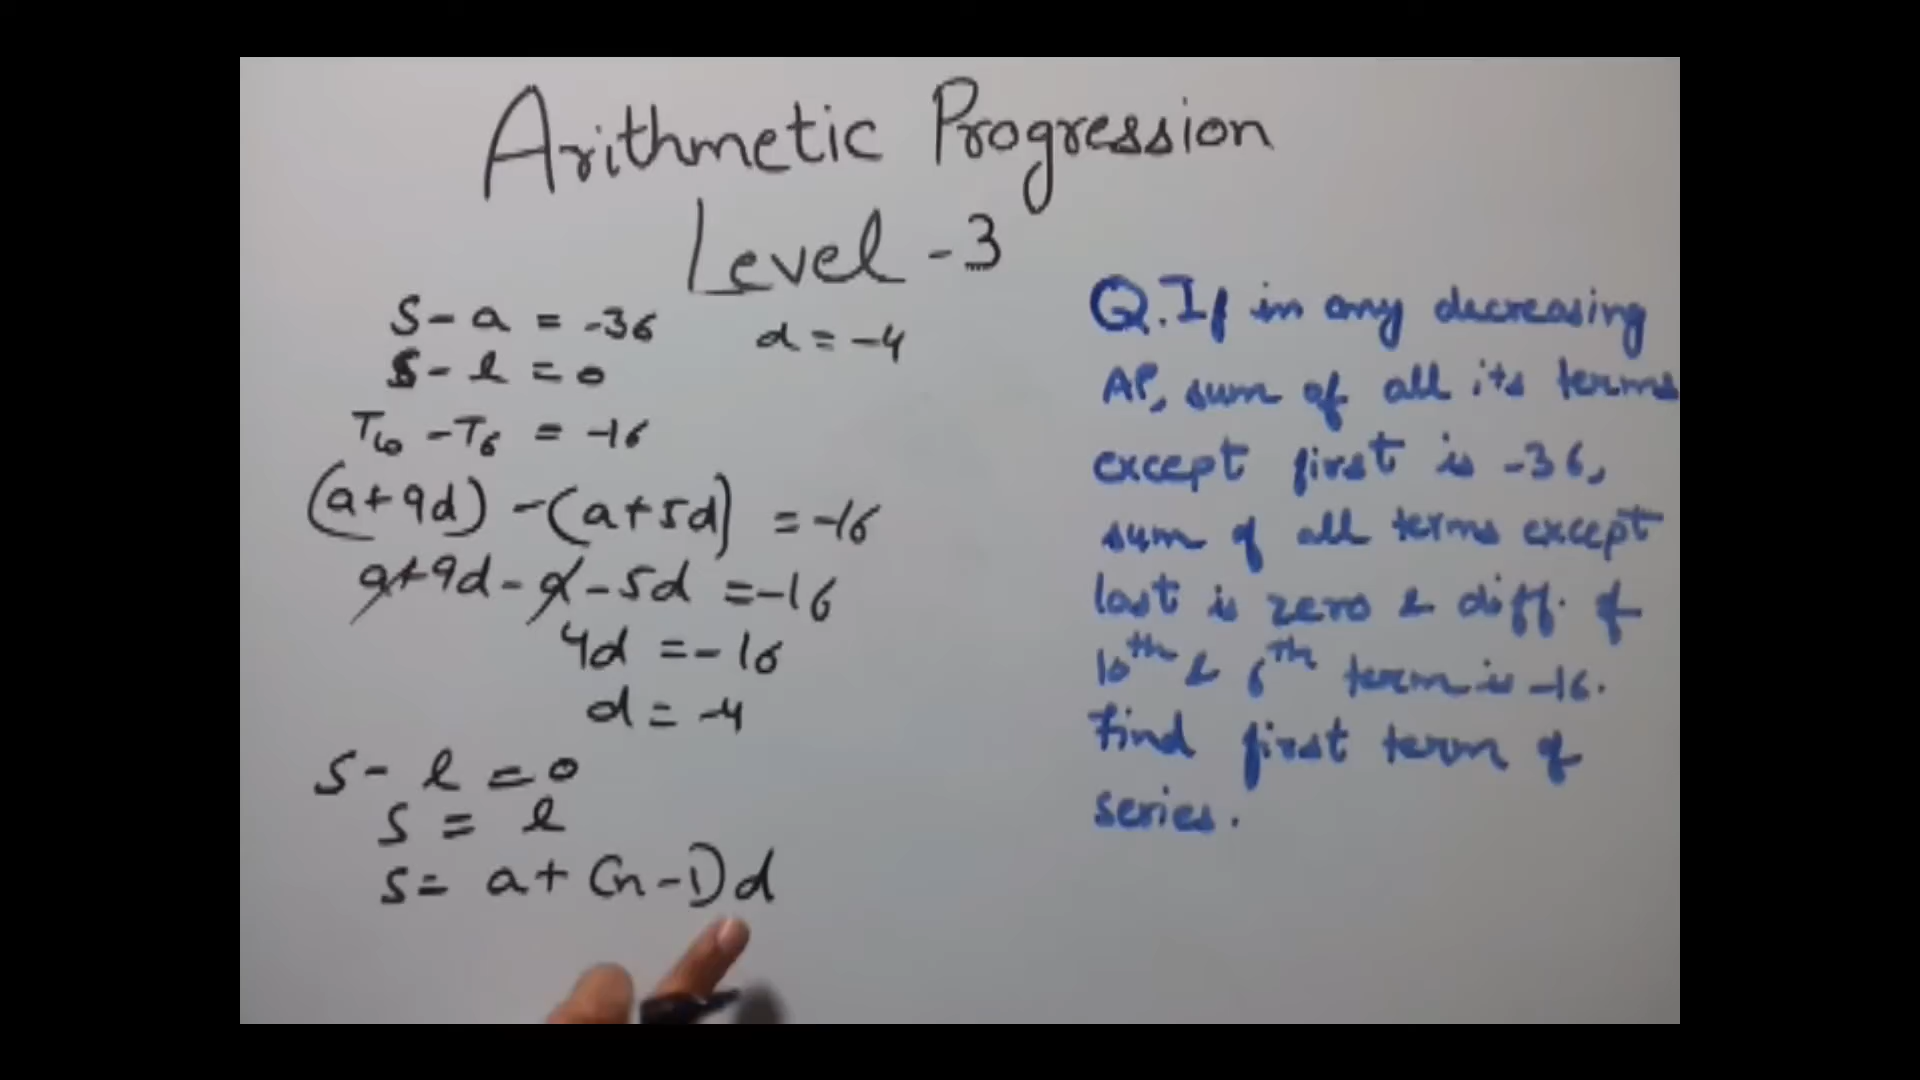 Arithmetic Progression
Level - 3
S - a = -36
d = -4
S - l = 0
T10 - T6 = -16
(a+9d) - (a+5d) = -16
a+9d - a - 5d = -16
4d = -16
d = -4
S - l = 0
S = l
S = a + (n-1)d
Q. If in any decreasing
AP, sum of all its terms
except first is -36,
sum of all terms except
last is zero & diff. of
10th & 6th term is -16.
Find first term of
series.